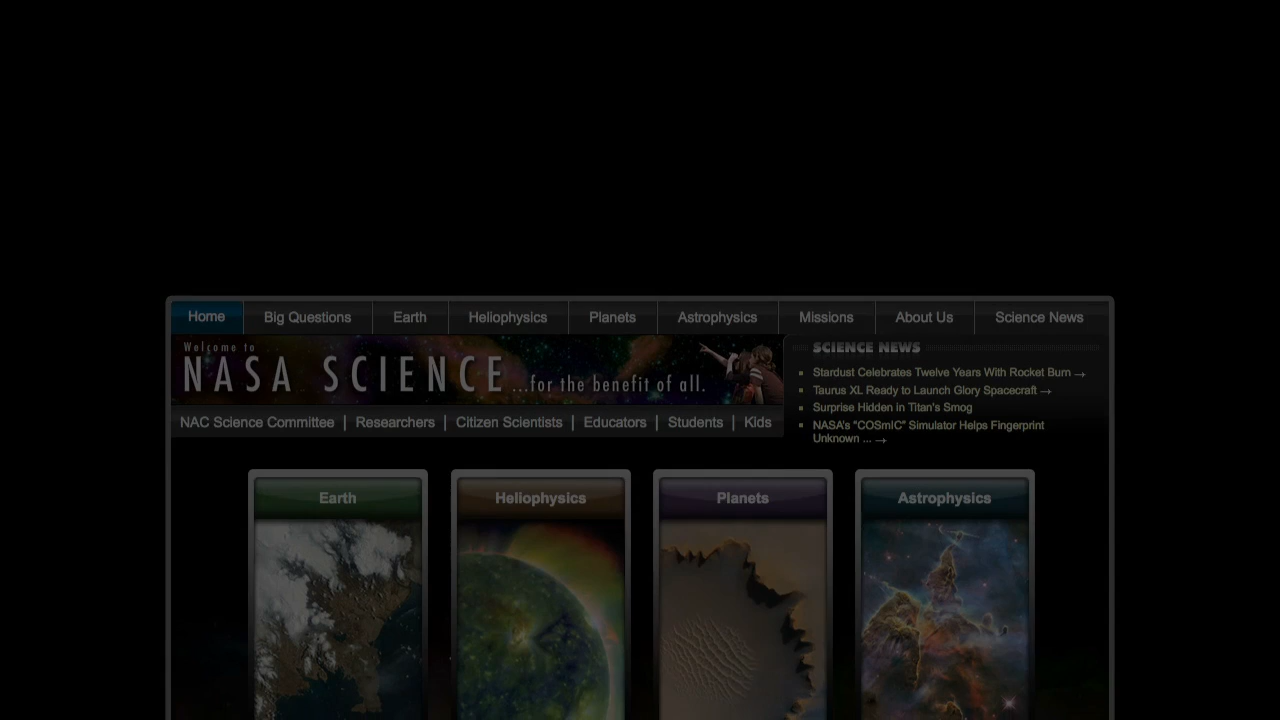 Home Big Questions Earth Heliophysics Planets Astrophysics Missions About Us Science News
Welcome to
NASA SCIENCE ...for the benefit of all.
NAC Science Committee | Researchers | Citizen Scientists | Educators | Students | Kids
SCIENCE NEWS
Stardust Celebrates Twelve Years With Rocket Burn →
Taurus XL Ready to Launch Glory Spacecraft →
Surprise Hidden in Titan's Smog
NASA's "COSmIC" Simulator Helps Fingerprint
Unknown ... →
Earth Heliophysics Planets Astrophysics